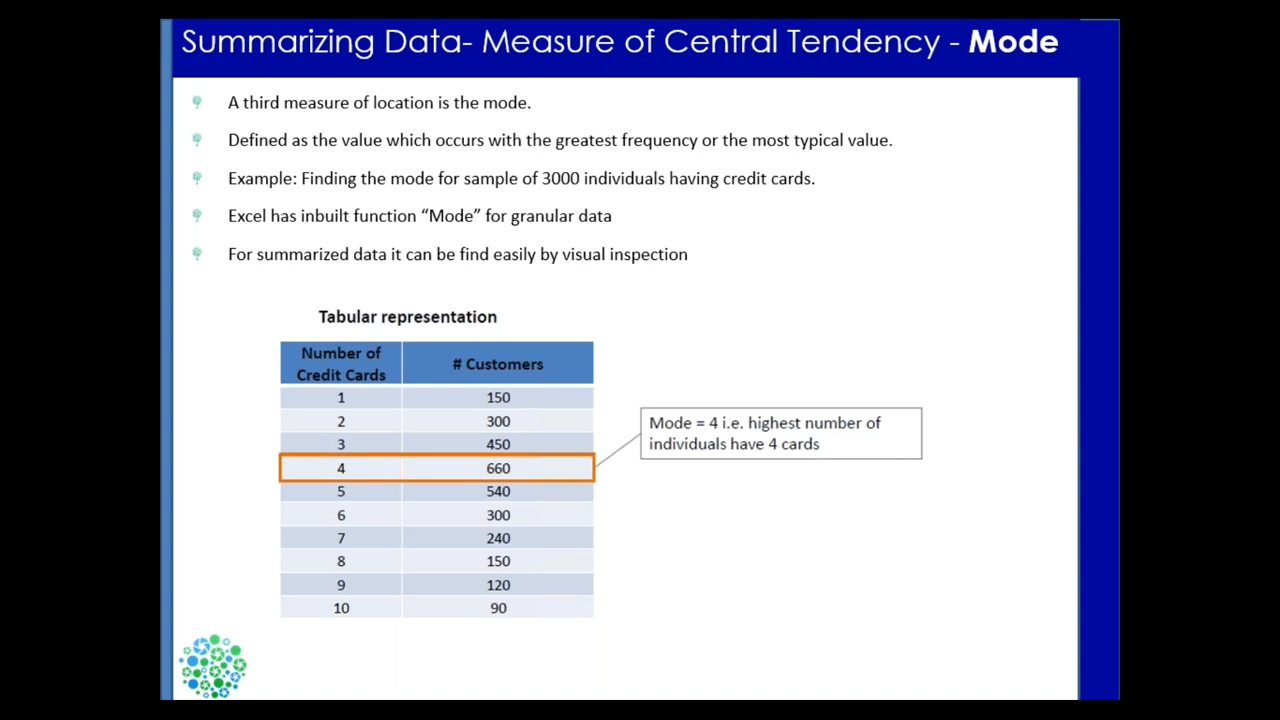 Summarizing Data- Measure of Central Tendency - Mode
A third measure of location is the mode.
Defined as the value which occurs with the greatest frequency or the most typical value.
Example: Finding the mode for sample of 3000 individuals having credit cards.
Excel has inbuilt function “Mode” for granular data
For summarized data it can be find easily by visual inspection
Tabular representation
Number of
Credit Cards
# Customers
1 150
2 300
3 450
4 660
5 540
6 300
7 240
8 150
9 120
10 90
Mode = 4 i.e. highest number of
individuals have 4 cards